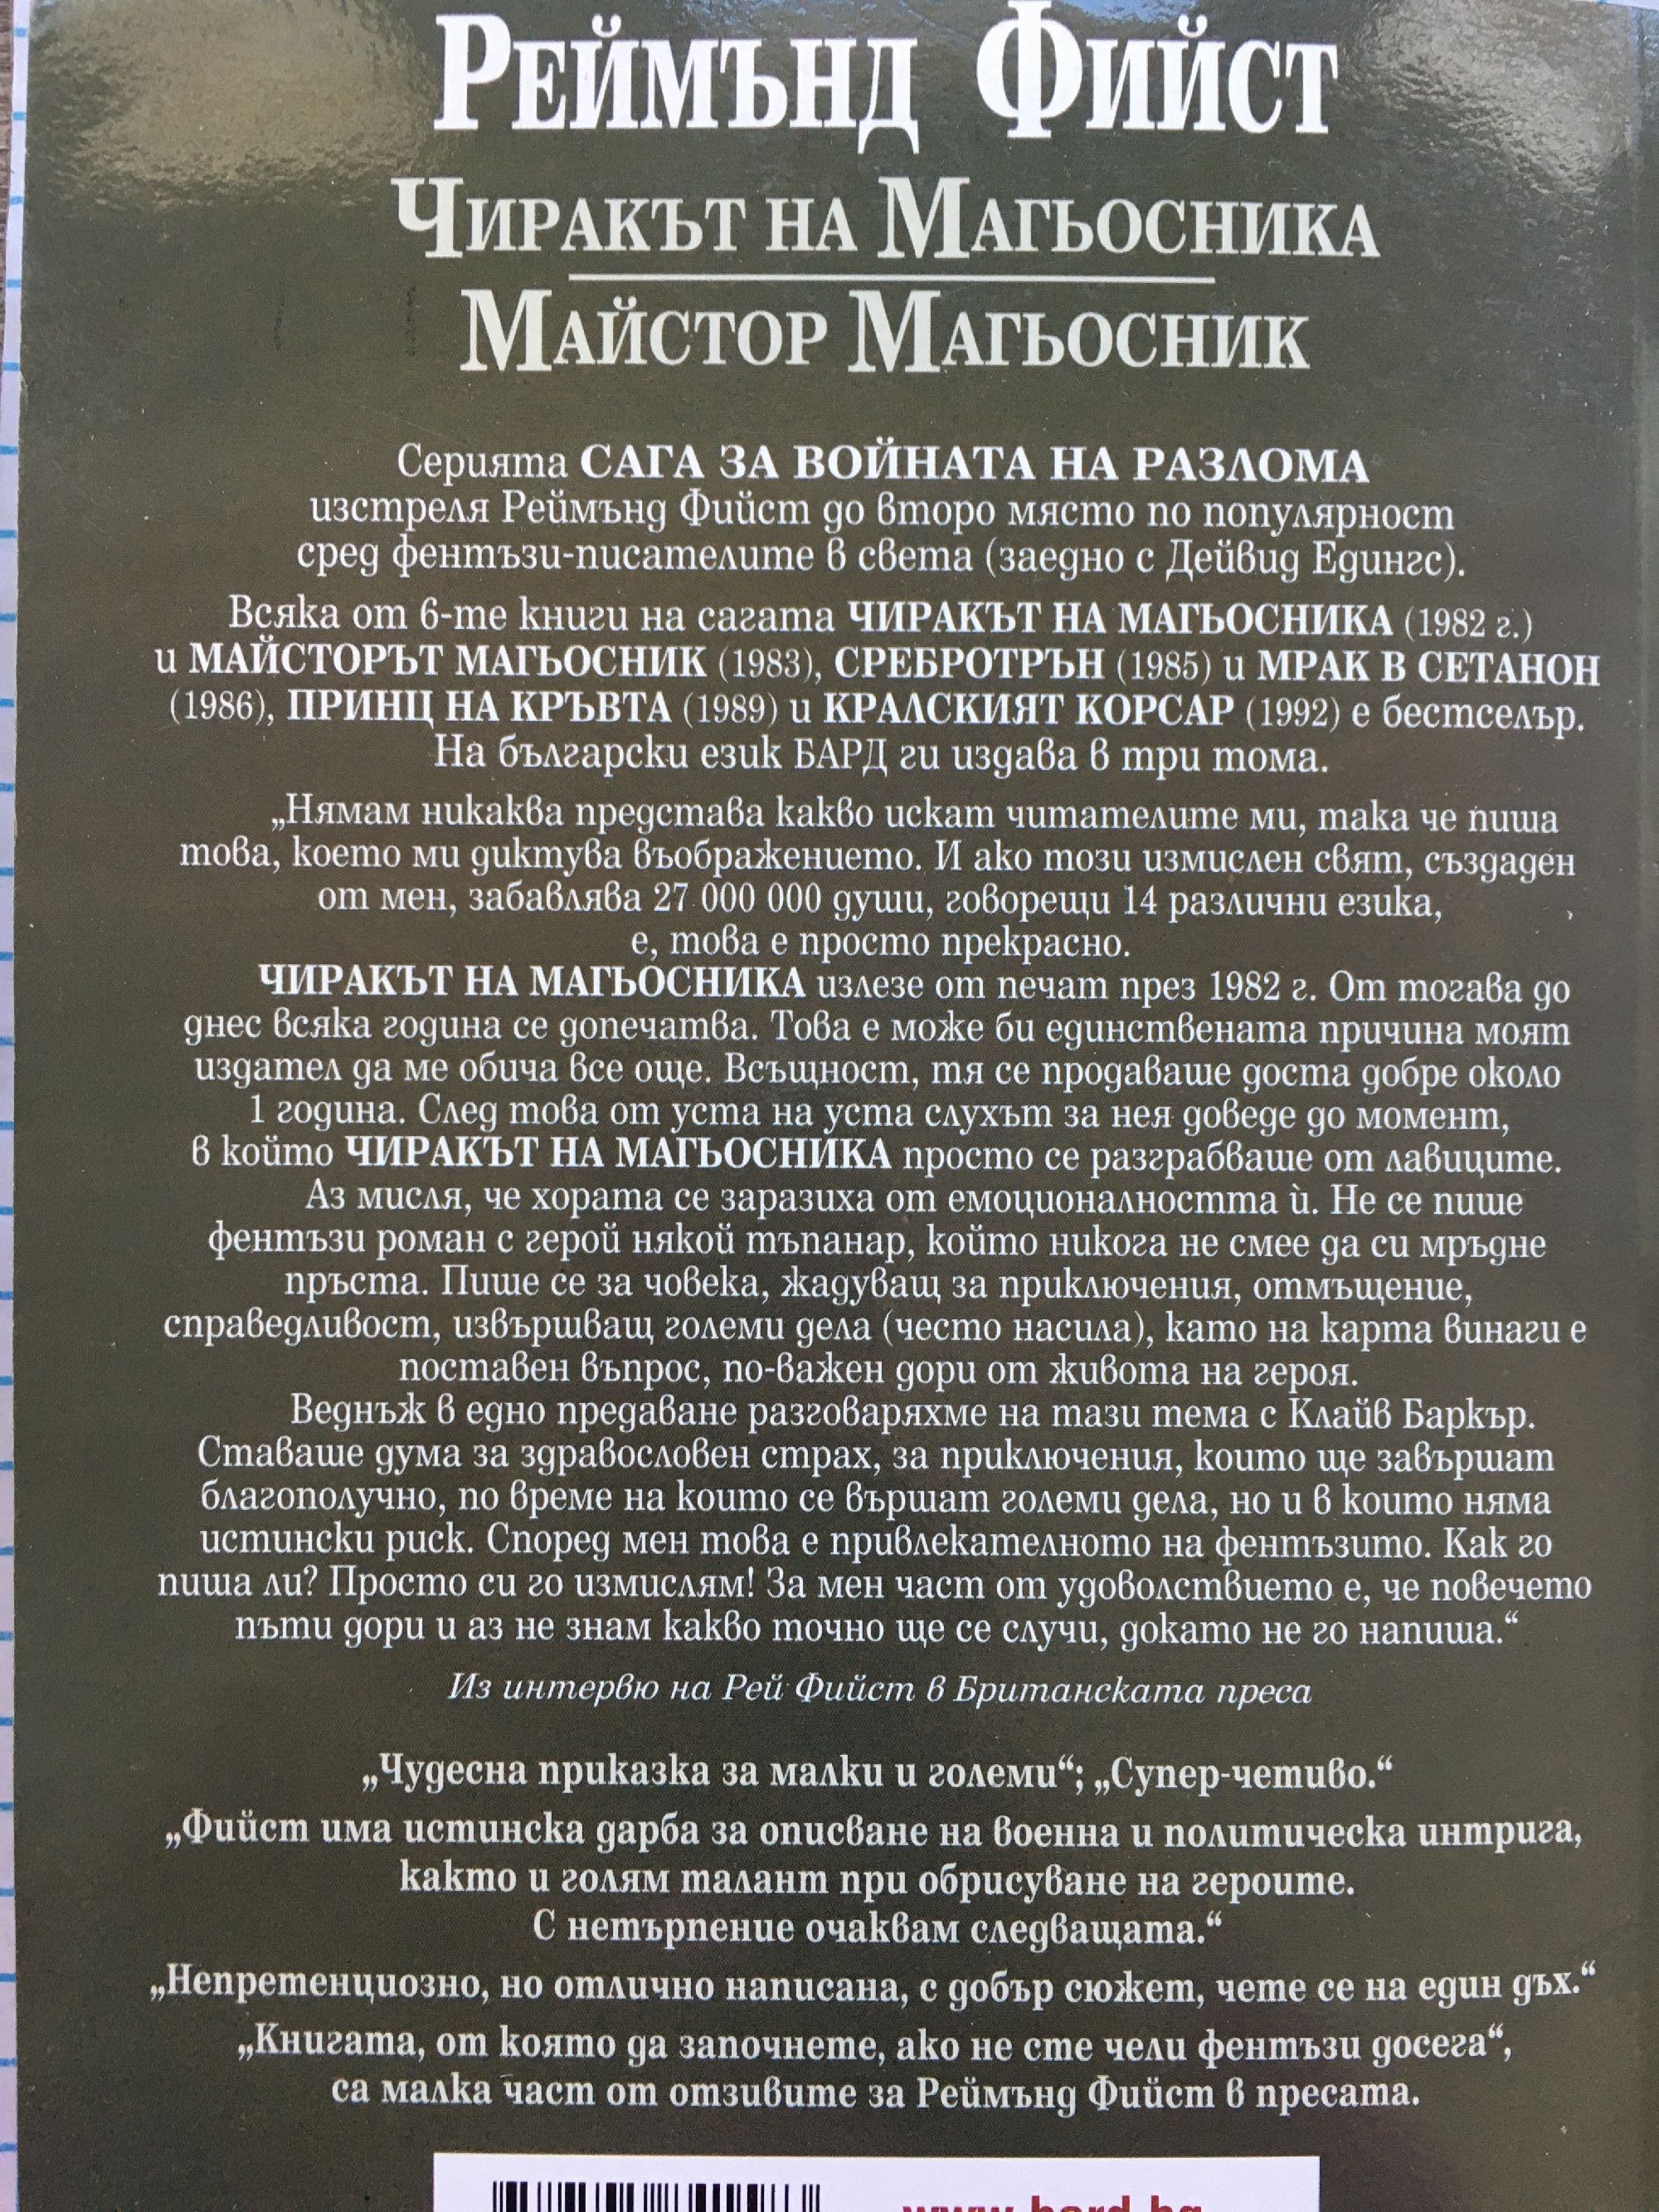 Реймънд Фийст
Чиракът на Магьосника
Майстор Магьосник
Серията САГА ЗА ВОЙНАТА НА РАЗЛОМА
изстреля Реймънд Фийст до второ място по популярност
сред фентъзи-писателите в света (заедно с Дейвид Едингс).
Всяка от 6-те книги на сагата ЧИРАКЪТ НА МАГЬОСНИКА (1982 г.)
и МАЙСТОРЪТ МАГЬОСНИК (1983), СРЕБРОТРЪН (1985) и МРАК В СЕТАНОН
(1986), ПРИНЦ НА КРЪВТА (1989) и КРАЛСКИЯТ КОРСАР (1992) е бестселър.
На български език БАРД ги издава в три тома.
„Нямам никаква представа какво искат читателите ми, така че пиша
това, което ми диктува въображението. И ако този измислен свят, създаден
от мен, забавлява 27 000 000 души, говорещи 14 различни езика,
е, това е просто прекрасно.
ЧИРАКЪТ НА МАГЬОСНИКА излезе от печат през 1982 г. От тогава до
днес всяка година се допечатва. Това е може би единствената причина моят
издател да ме обича все още. Всъщност, тя се продаваше доста добре около
1 година. След това от уста на уста слухът за нея доведе до момент,
в който ЧИРАКЪТ НА МАГЬОСНИКА просто се разграбваше от лавиците.
Аз мисля, че хората се заразиха от емоционалността ѝ. Не се пише
фентъзи роман с герой някой тъпанар, който никога не смее да си мръдне
пръста. Пише се за човека, жадуващ за приключения, отмъщение,
справедливост, извършващ големи дела (често насила), като на карта винаги е
поставен въпрос, по-важен дори от живота на героя.
Веднъж в едно предаване разговаряхме на тази тема с Клайв Баркър.
Ставаше дума за здравословен страх, за приключения, които ще завършат
благополучно, по време на които се вършат големи дела, но и в които няма
истински риск. Според мен това е привлекателното на фентъзито. Как го
пиша ли? Просто си го измислям! За мен част от удоволствието е, че повечето
пъти дори и аз не знам какво точно ще се случи, докато не го напиша.“
Из интервю на Рей Фийст в Британската преса
„Чудесна приказка за малки и големи“; „Супер-четиво.“
„Фийст има истинска дарба за описване на военна и политическа интрига,
както и голям талант при обрисуване на героите.
С нетърпение очаквам следващата.“
„Непретенциозно, но отлично написана, с добър сюжет, чете се на един дъх.“
„Книгата, от която да започнете, ако не сте чели фентъзи досега“,
са малка част от отзивите за Реймънд Фийст в пресата.
www.bard.bg